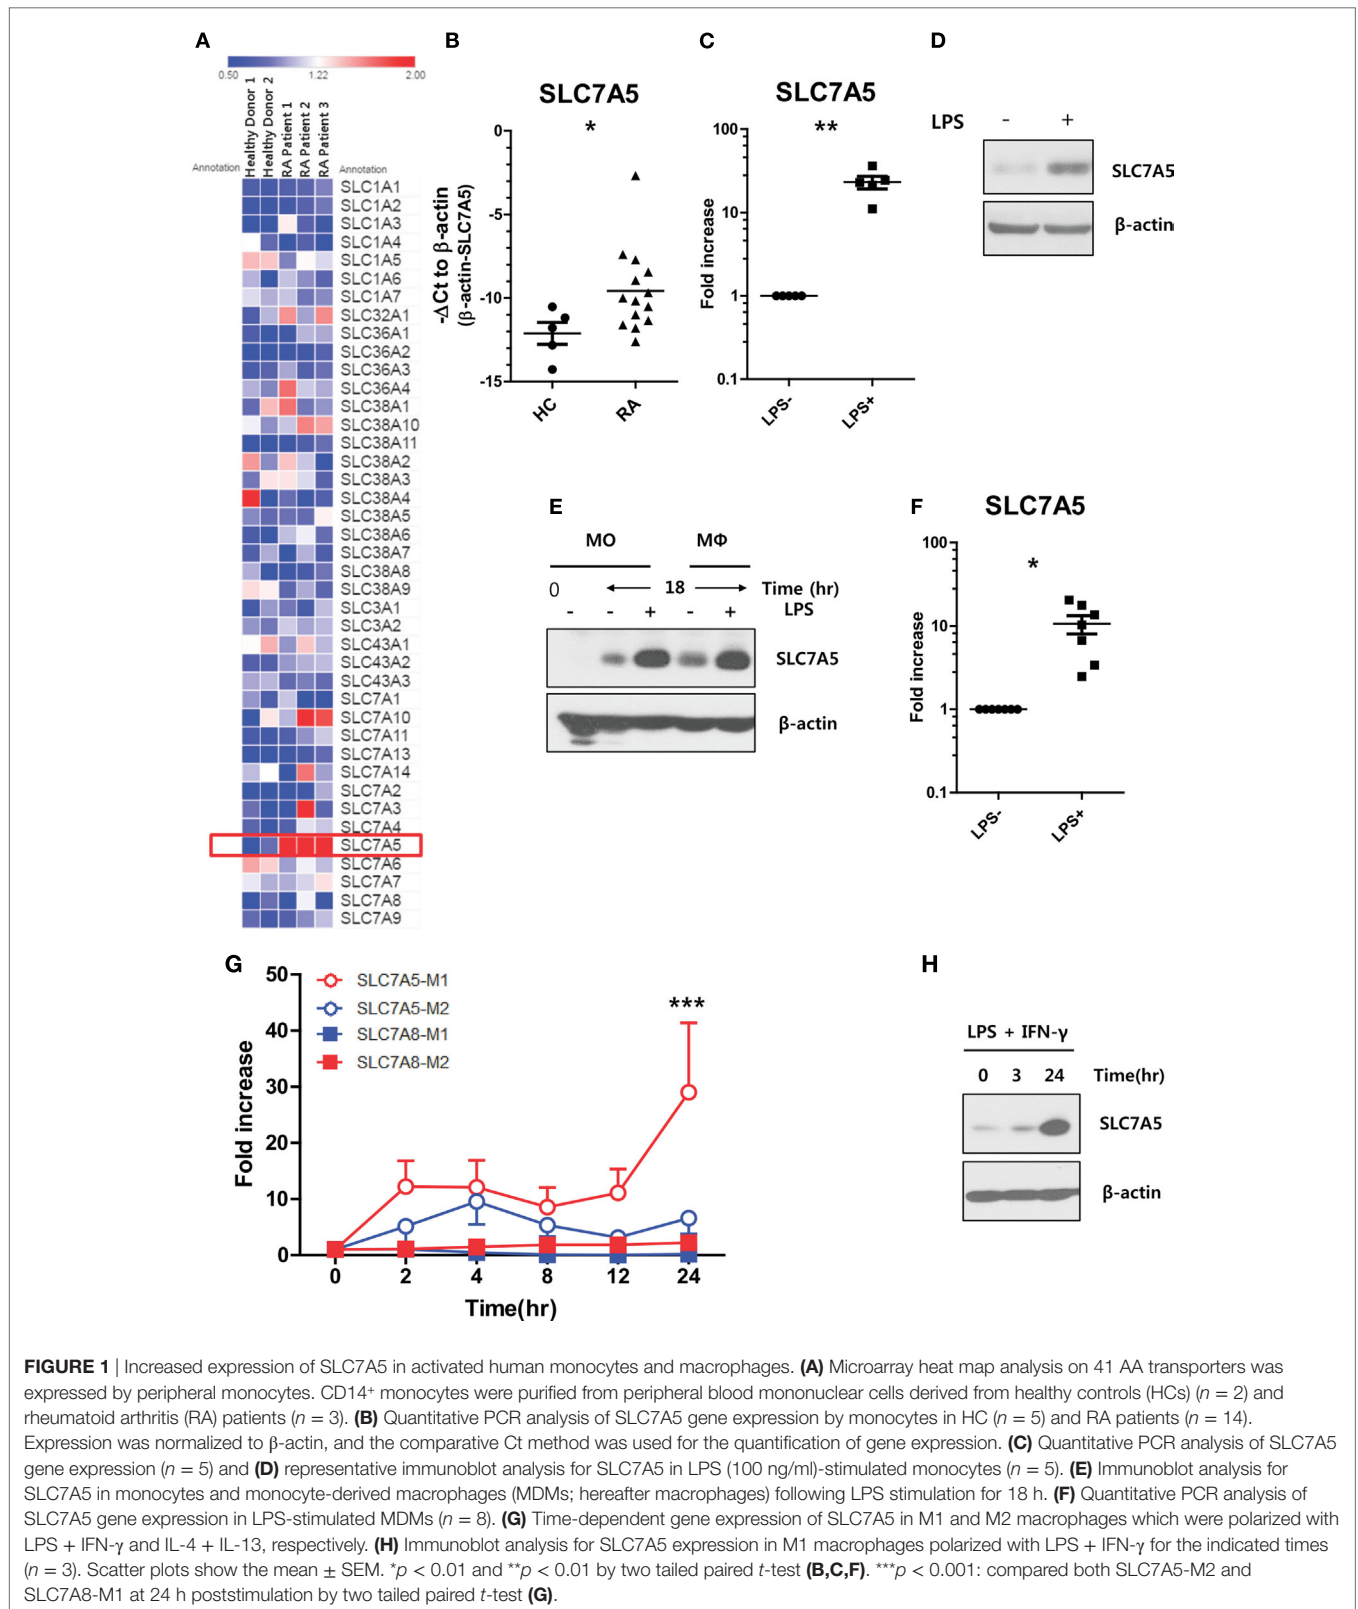 A
0.50
1.22
2.00
Healthy Donor 1
Healthy Donor 2
RA Patient 1
RA Patient 2
RA Patient 3
Annotation
Annotation
SLC1A1
SLC1A2
SLC1A3
SLC1A4
SLC1A5
SLC1A6
SLC1A7
SLC32A1
SLC36A1
SLC36A2
SLC36A3
SLC36A4
SLC38A1
SLC38A10
SLC38A11
SLC38A2
SLC38A3
SLC38A4
SLC38A5
SLC38A6
SLC38A7
SLC38A8
SLC38A9
SLC3A1
SLC3A2
SLC43A1
SLC43A2
SLC43A3
SLC7A1
SLC7A10
SLC7A11
SLC7A13
SLC7A14
SLC7A2
SLC7A3
SLC7A4
SLC7A5
SLC7A6
SLC7A7
SLC7A8
SLC7A9
B
SLC7A5
*
-ΔCt to β-actin
(β-actin-SLC7A5)
0
-5
-10
-15
HC
RA
C
SLC7A5
**
Fold increase
100
10
1
0.1
LPS-
LPS+
D
LPS - +
SLC7A5
β-actin
E
MO MΦ
0 18 Time (hr)
- - + - + LPS
SLC7A5
β-actin
F
SLC7A5
*
Fold increase
100
10
1
0.1
LPS-
LPS+
G
SLC7A5-M1
SLC7A5-M2
SLC7A8-M1
SLC7A8-M2
***
Fold increase
50
40
30
20
10
0
0 2 4 8 12 24
Time(hr)
H
LPS + IFN-γ
0 3 24 Time(hr)
SLC7A5
β-actin
FIGURE 1 | Increased expression of SLC7A5 in activated human monocytes and macrophages. (A) Microarray heat map analysis on 41 AA transporters was
expressed by peripheral monocytes. CD14⁺ monocytes were purified from peripheral blood mononuclear cells derived from healthy controls (HCs) (n = 2) and
rheumatoid arthritis (RA) patients (n = 3). (B) Quantitative PCR analysis of SLC7A5 gene expression by monocytes in HC (n = 5) and RA patients (n = 14).
Expression was normalized to β-actin, and the comparative Ct method was used for the quantification of gene expression. (C) Quantitative PCR analysis of SLC7A5
gene expression (n = 5) and (D) representative immunoblot analysis for SLC7A5 in LPS (100 ng/ml)-stimulated monocytes (n = 5). (E) Immunoblot analysis for
SLC7A5 in monocytes and monocyte-derived macrophages (MDMs; hereafter macrophages) following LPS stimulation for 18 h. (F) Quantitative PCR analysis of
SLC7A5 gene expression in LPS-stimulated MDMs (n = 8). (G) Time-dependent gene expression of SLC7A5 in M1 and M2 macrophages which were polarized with
LPS + IFN-γ and IL-4 + IL-13, respectively. (H) Immunoblot analysis for SLC7A5 expression in M1 macrophages polarized with LPS + IFN-γ for the indicated times
(n = 3). Scatter plots show the mean ± SEM. *p < 0.01 and **p < 0.01 by two tailed paired t-test (B,C,F). ***p < 0.001: compared both SLC7A5-M2 and
SLC7A8-M1 at 24 h poststimulation by two tailed paired t-test (G).